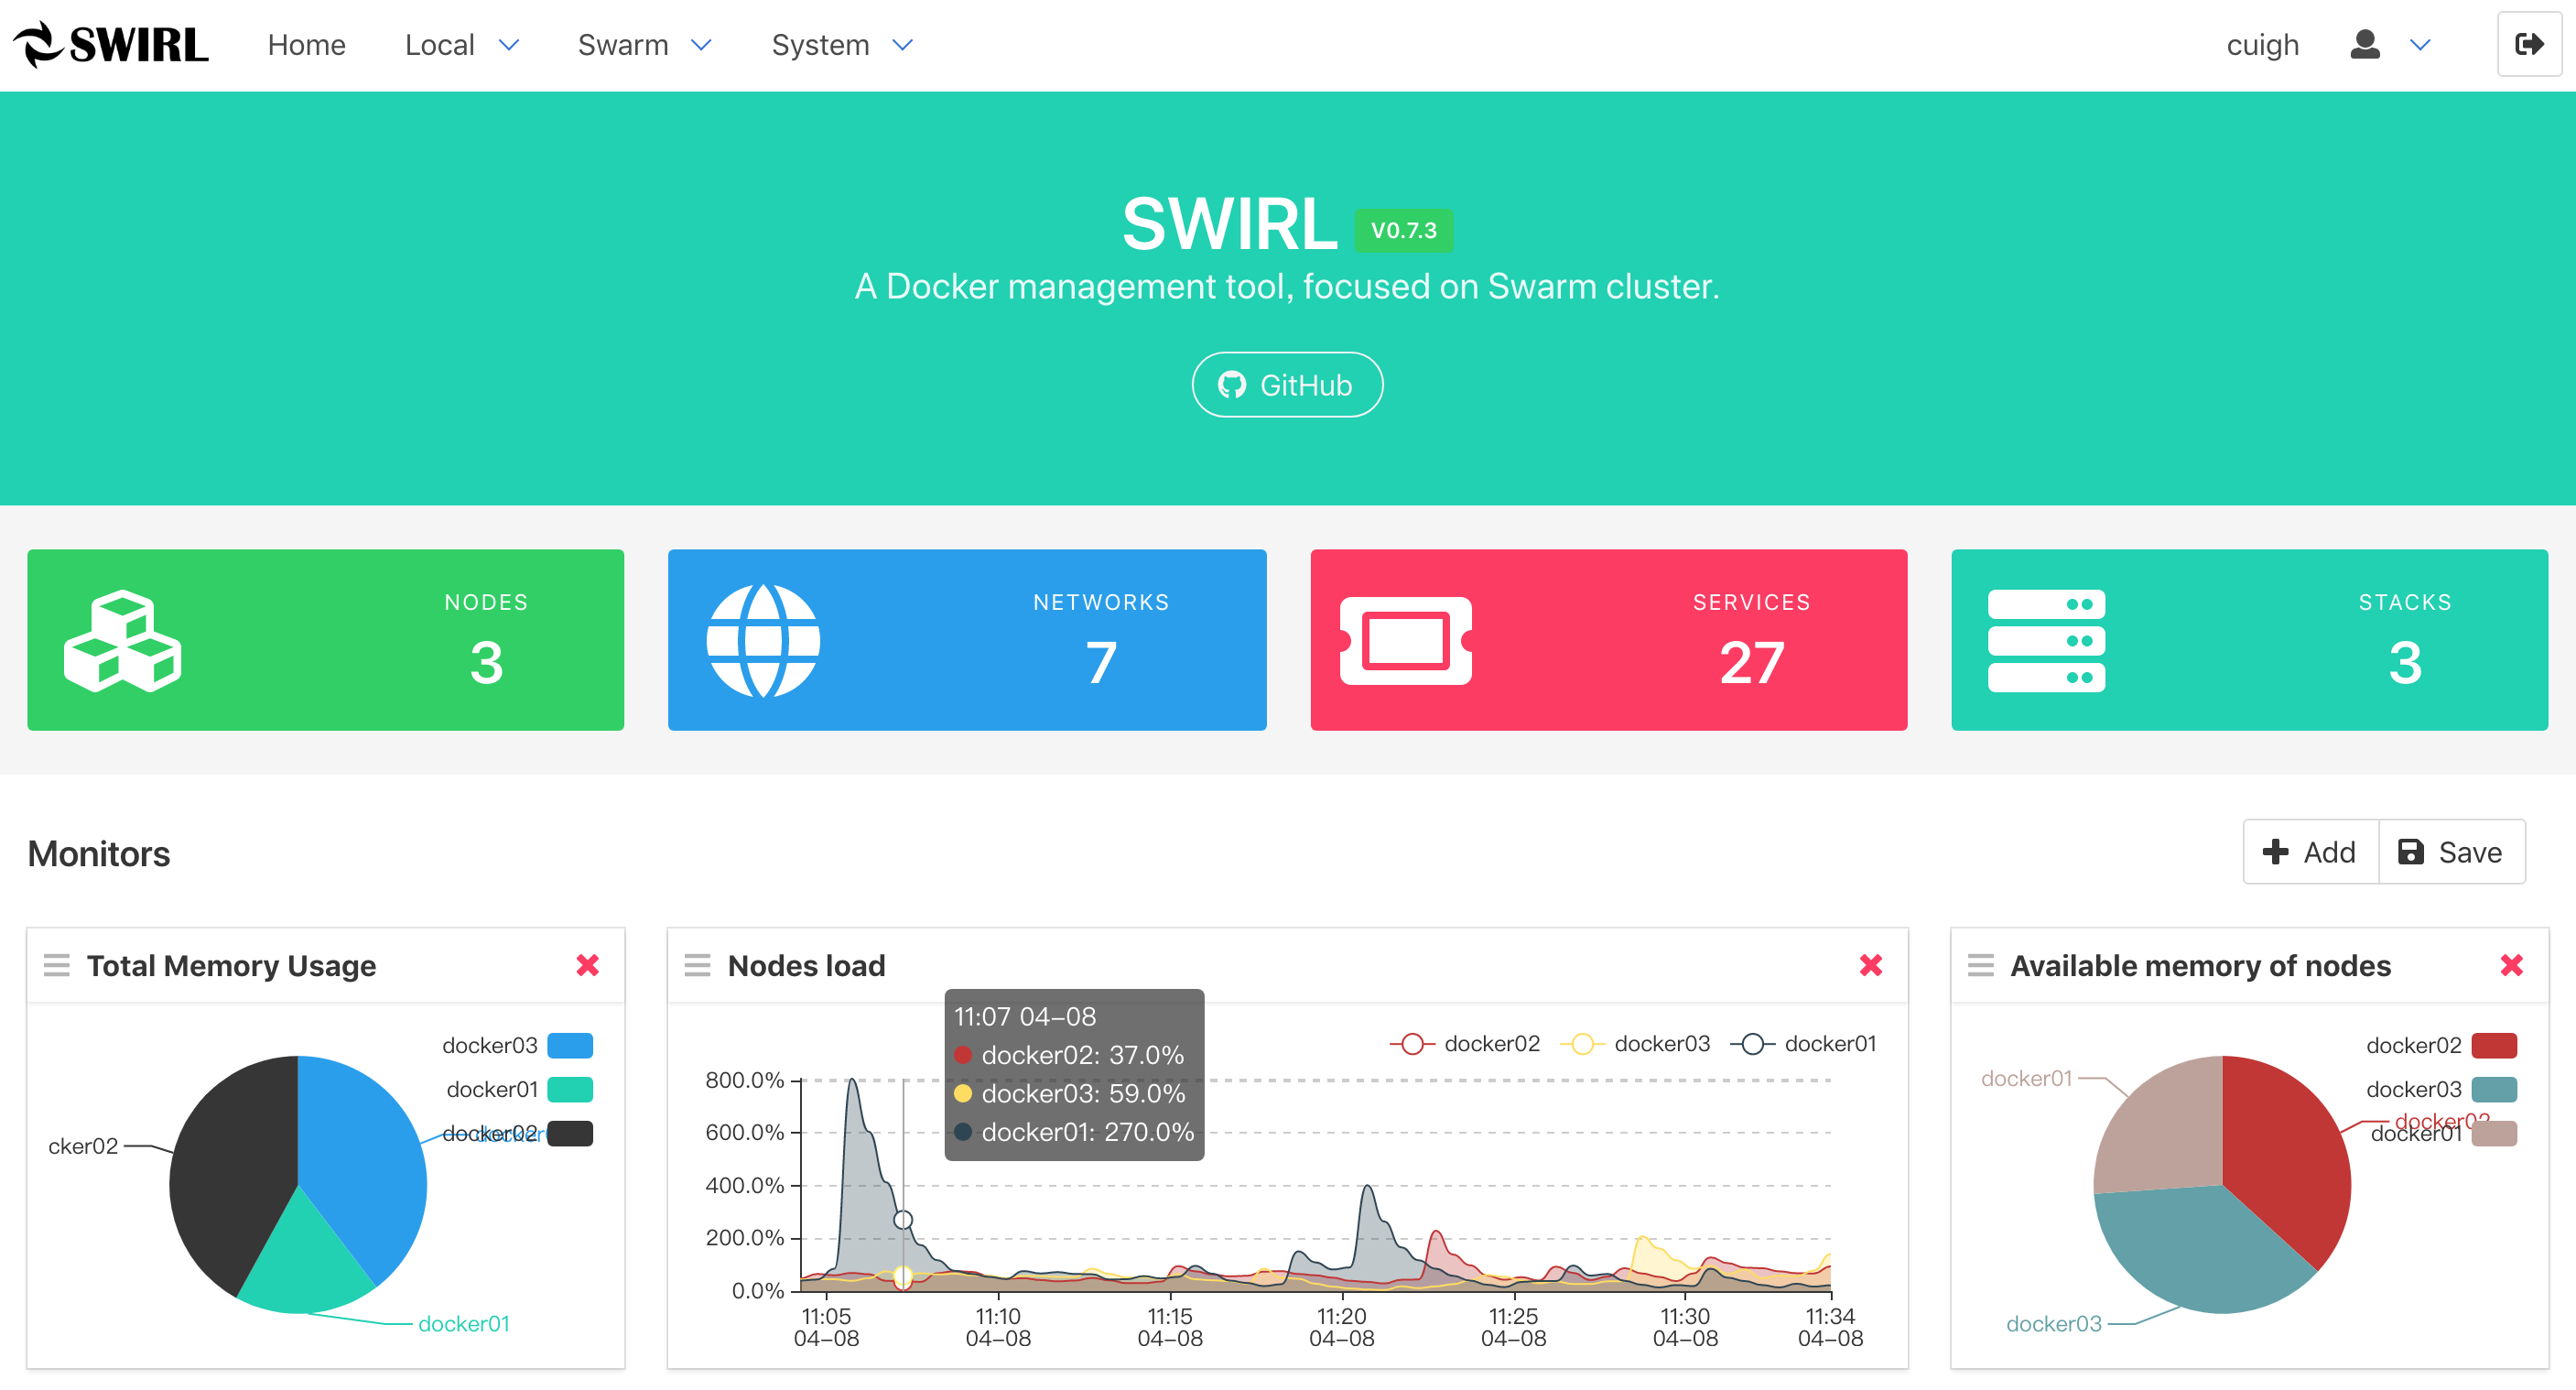 SWIRL Home Local Swarm System cuigh
SWIRL V0.7.3
A Docker management tool, focused on Swarm cluster.
GitHub
NODES
3
NETWORKS
7
SERVICES
27
STACKS
3
Monitors
Add Save
Total Memory Usage
docker03
docker01
docker02
docker
cker02
docker01
Nodes load
11:07 04-08
docker02: 37.0%
docker03: 59.0%
docker01: 270.0%
docker02 docker03 docker01
800.0%
600.0%
400.0%
200.0%
0.0%
11:05 11:10 11:15 11:20 11:25 11:30 11:34
04-08 04-08 04-08 04-08 04-08 04-08 04-08
Available memory of nodes
docker02
docker03
docker01
docker01
docker02
docker03